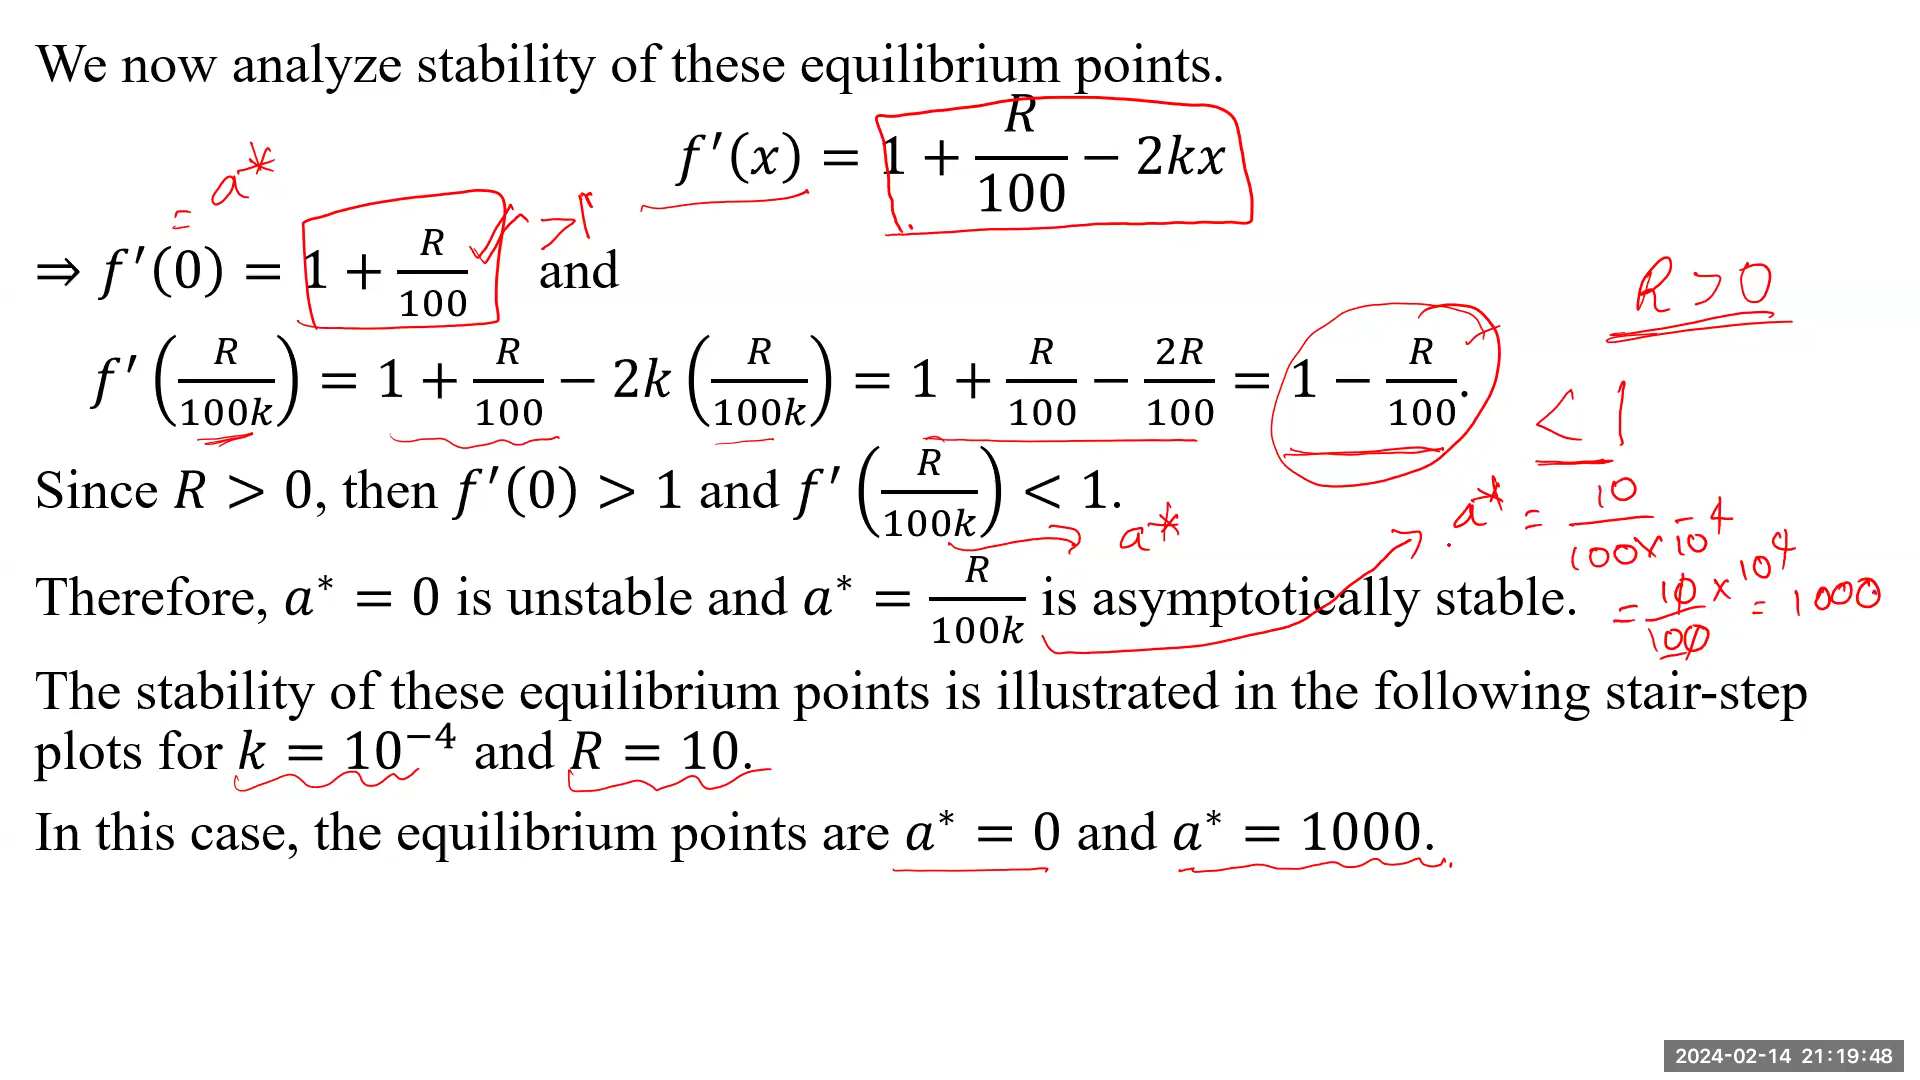 We now analyze stability of these equilibrium points.
f′(x) = 1 + R/100 − 2kx
= a*
⇒ f′(0) = 1 + R/100 and
> 1
R > 0
f′(R/100k) = 1 + R/100 − 2k(R/100k) = 1 + R/100 − 2R/100 = 1 − R/100.
< 1
Since R > 0, then f′(0) > 1 and f′(R/100k) < 1.
a*
a* = 10/100×10⁻⁴
= 10/100 × 10⁴ = 1000
Therefore, a* = 0 is unstable and a* = R/100k is asymptotically stable.
The stability of these equilibrium points is illustrated in the following stair-step
plots for k = 10⁻⁴ and R = 10.
In this case, the equilibrium points are a* = 0 and a* = 1000.
2024-02-14 21:19:48